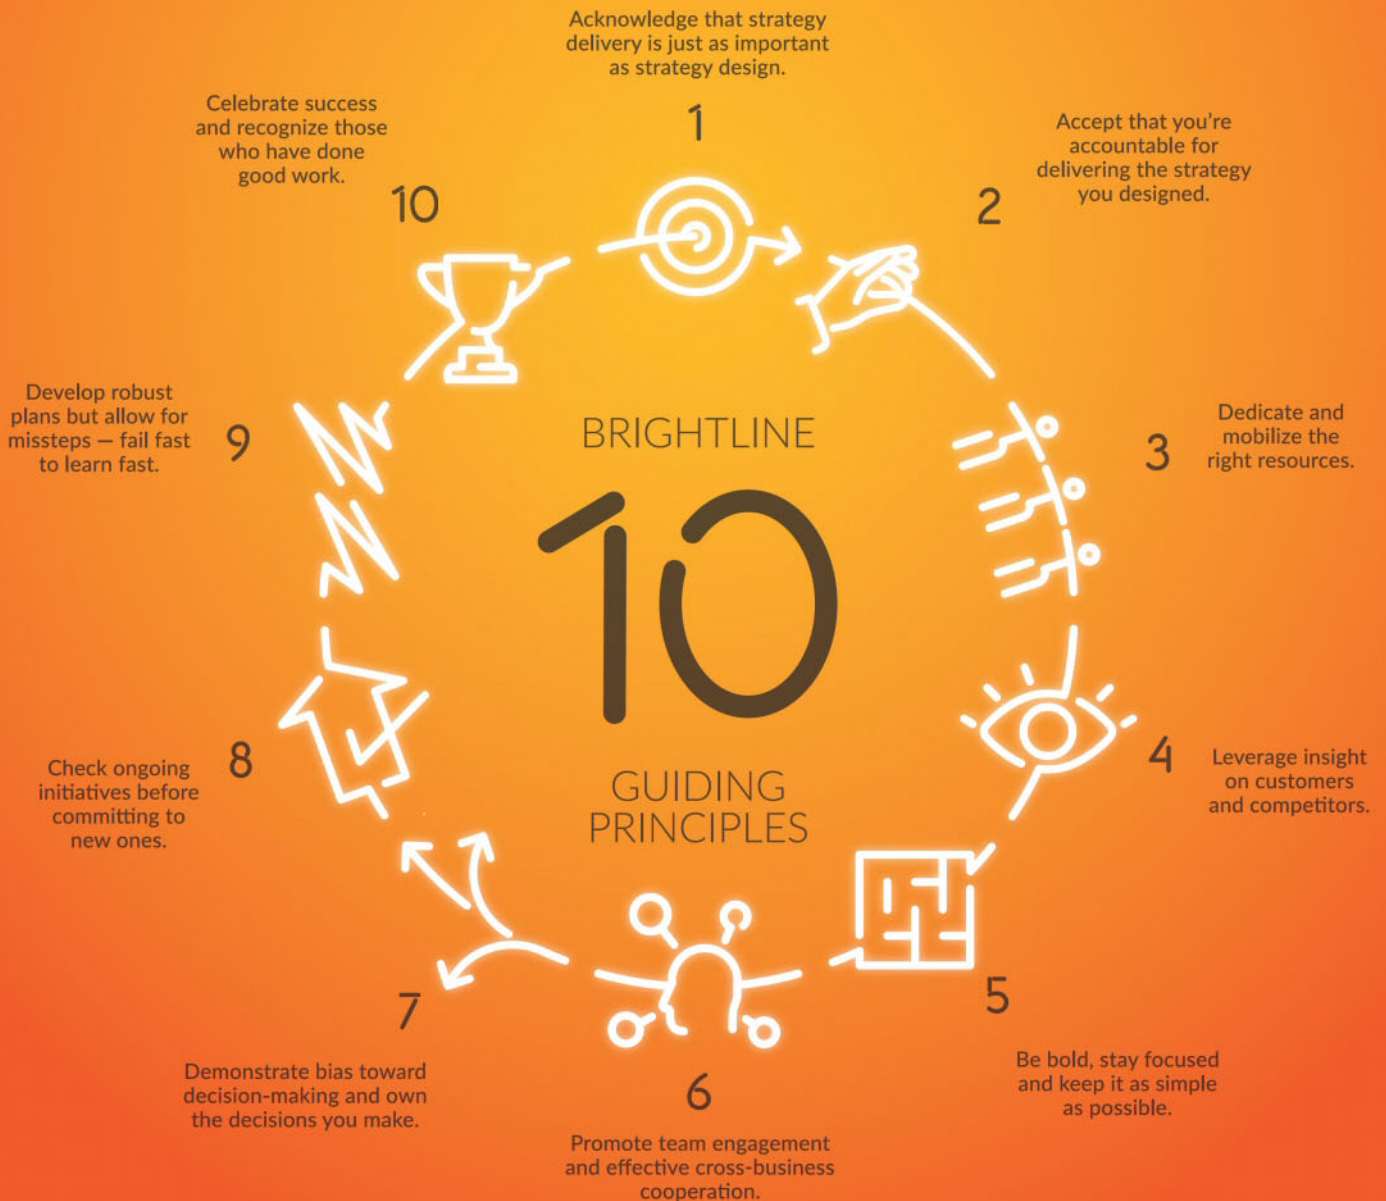 Acknowledge that strategy
delivery is just as important
as strategy design.
1
Accept that you're
accountable for
delivering the strategy
you designed.
2
Dedicate and
mobilize the
right resources.
3
Leverage insight
on customers
and competitors.
4
5
Be bold, stay focused
and keep it as simple
as possible.
6
Promote team engagement
and effective cross-business
cooperation.
7
Demonstrate bias toward
decision-making and own
the decisions you make.
8
Check ongoing
initiatives before
committing to
new ones.
9
Develop robust
plans but allow for
missteps — fail fast
to learn fast.
10
Celebrate success
and recognize those
who have done
good work.
BRIGHTLINE
10
GUIDING
PRINCIPLES